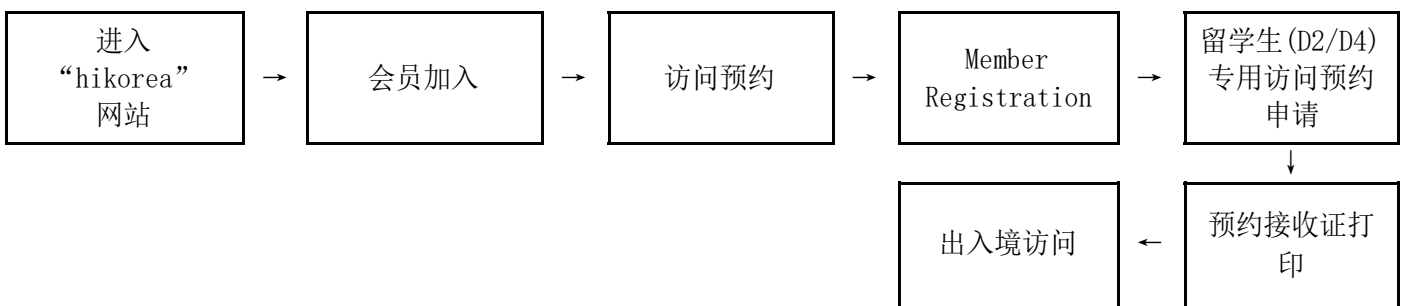 进入
“hikorea”
网站
→
会员加入
→
访问预约
→
Member
Registration
→
留学生(D2/D4)
专用访问预约
申请
↓
预约接收证打
印
←
出入境访问